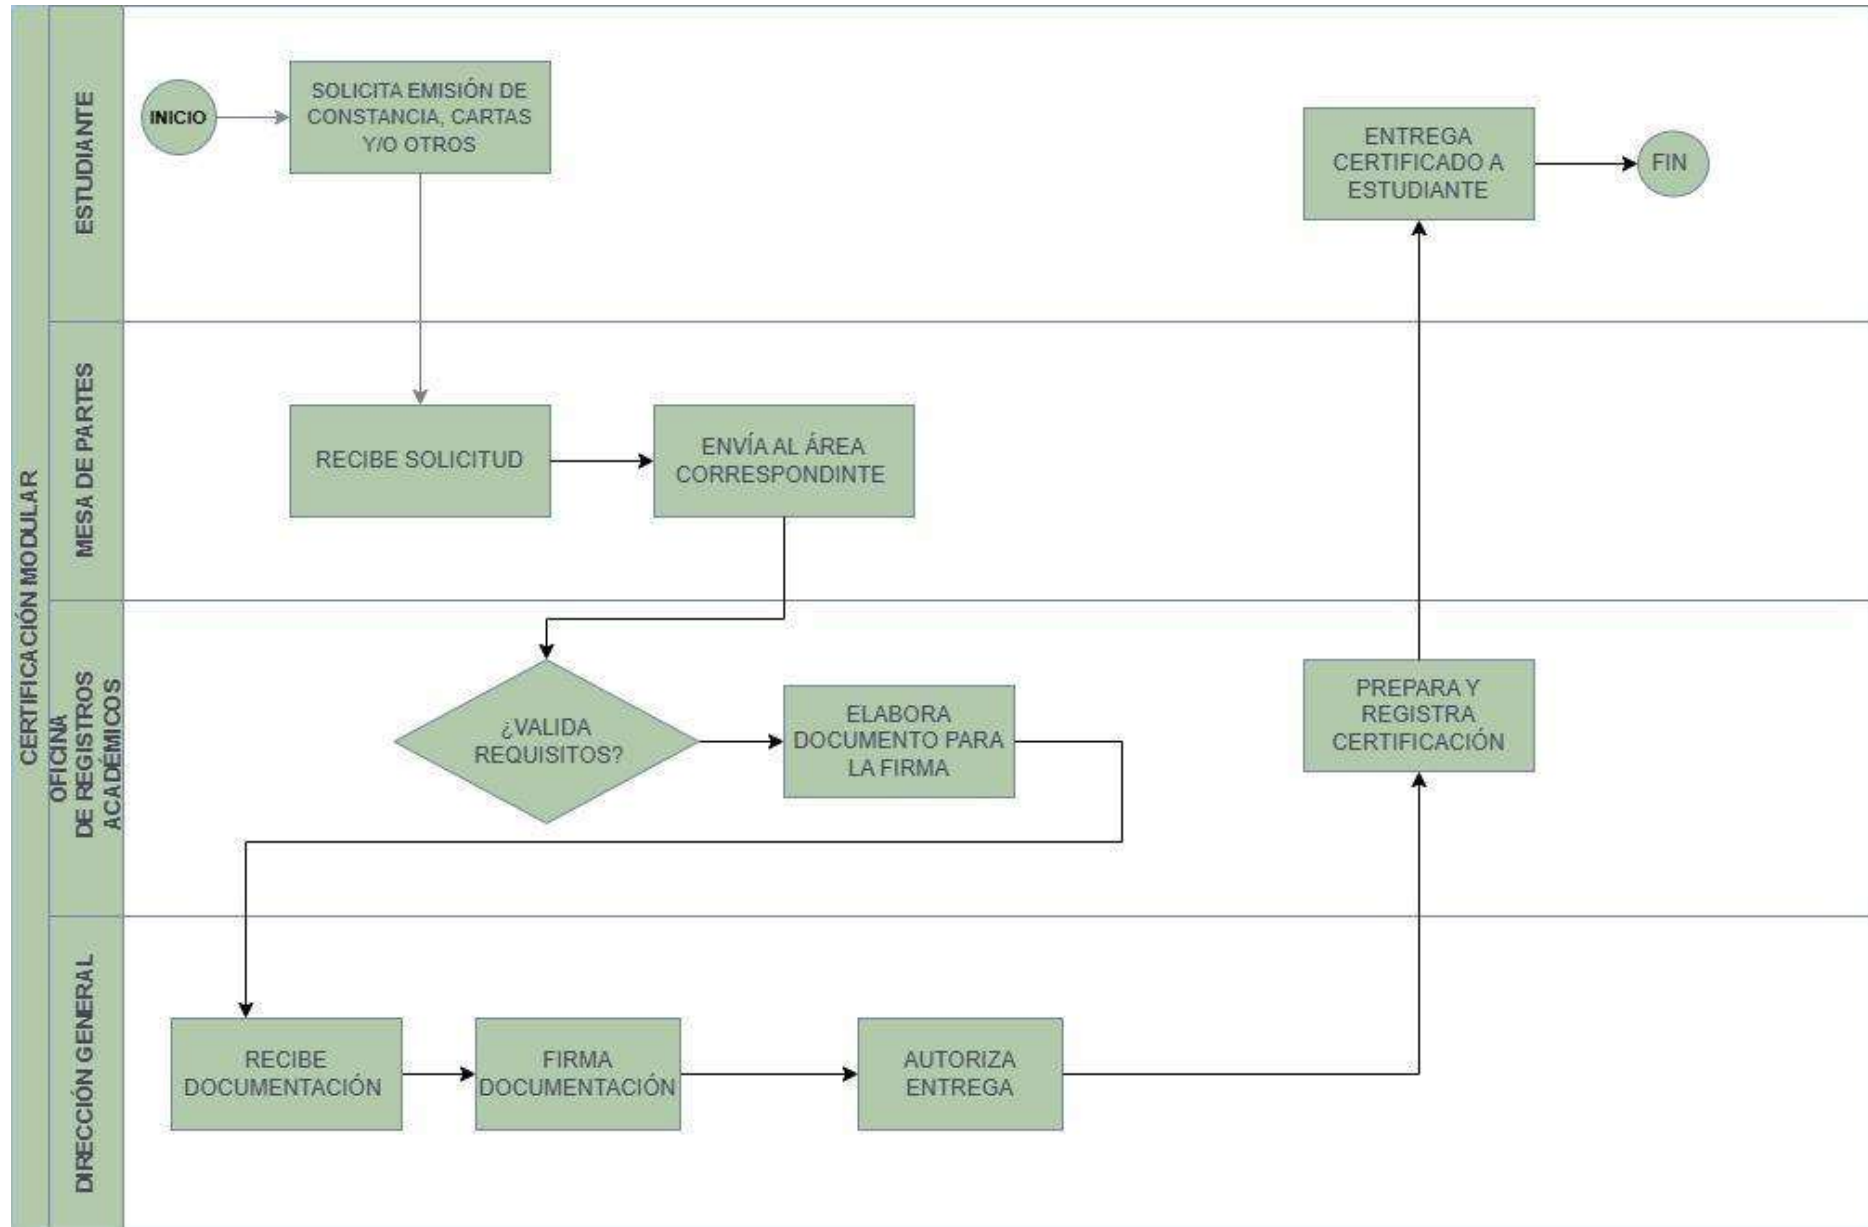 CERTIFICACIÓN MODULAR
ESTUDIANTE
INICIO
SOLICITA EMISIÓN DE
CONSTANCIA, CARTAS
Y/O OTROS
ENTREGA
CERTIFICADO A
ESTUDIANTE
FIN
MESA DE PARTES
RECIBE SOLICITUD
ENVÍA AL ÁREA
CORRESPONDINTE
OFICINA
DE REGISTROS
ACADÉMICOS
¿VALIDA
REQUISITOS?
ELABORA
DOCUMENTO PARA
LA FIRMA
PREPARA Y
REGISTRA
CERTIFICACIÓN
DIRECCIÓN GENERAL
RECIBE
DOCUMENTACIÓN
FIRMA
DOCUMENTACIÓN
AUTORIZA
ENTREGA